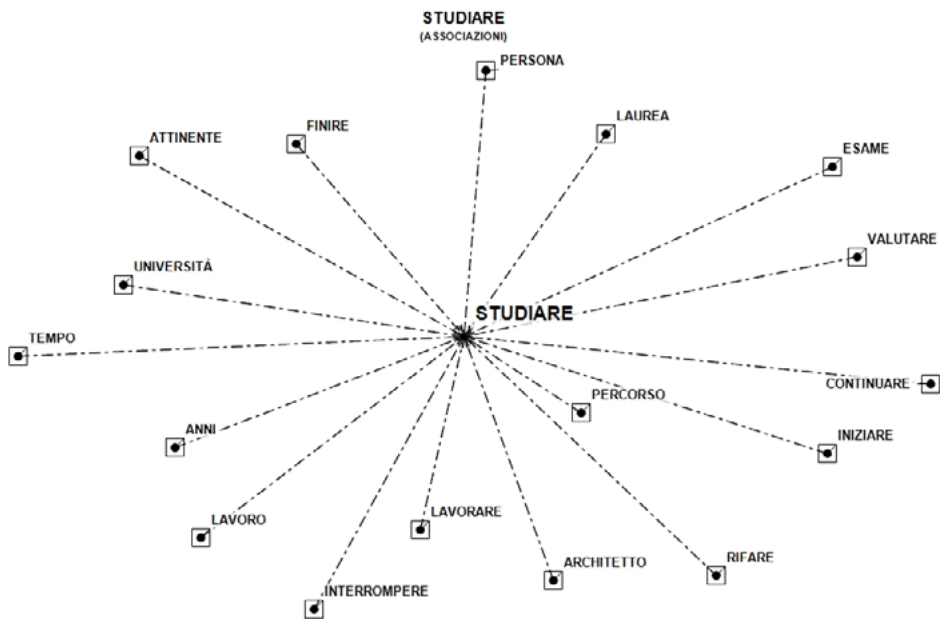 STUDIARE
(ASSOCIAZIONI)
PERSONA
LAUREA
FINIRE
ATTINENTE
ESAME
VALUTARE
UNIVERSITÀ
STUDIARE
TEMPO
CONTINUARE
PERCORSO
ANNI
INIZIARE
LAVORO
LAVORARE
ARCHITETTO
RIFARE
INTERROMPERE